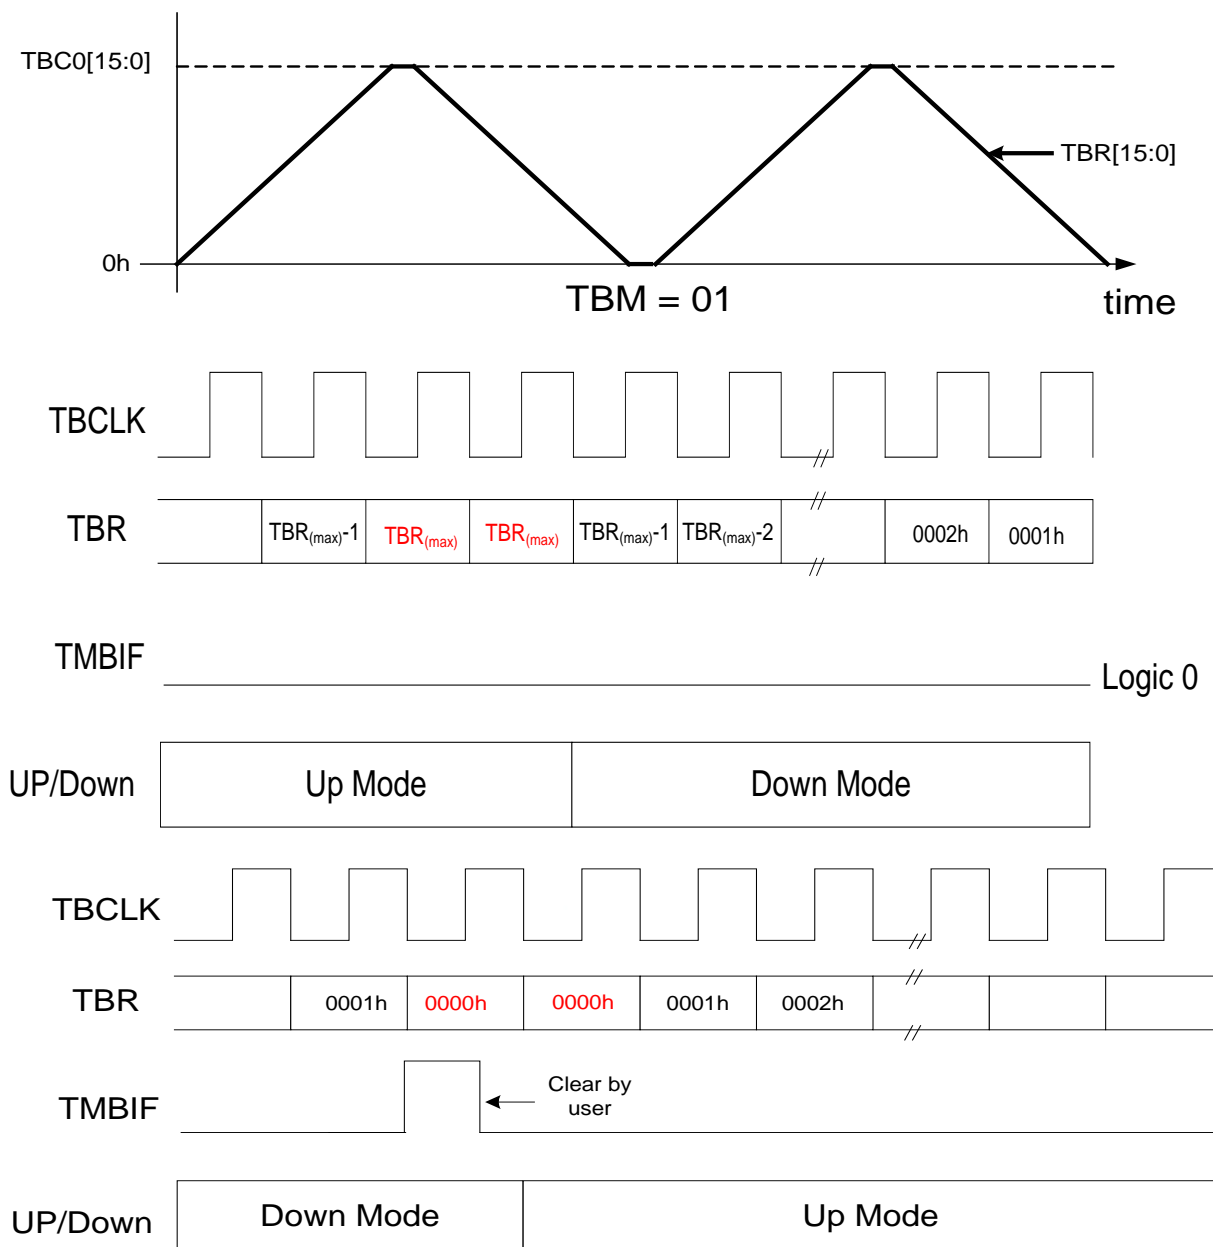 TBC0[15:0]
TBR[15:0]
0h
TBM = 01
time
TBCLK
TBR
TBR(max)-1 TBR(max) TBR(max) TBR(max)-1 TBR(max)-2 0002h 0001h
TMBIF
Logic 0
UP/Down
Up Mode Down Mode
TBCLK
TBR
0001h 0000h 0000h 0001h 0002h
TMBIF
Clear by
user
UP/Down
Down Mode Up Mode